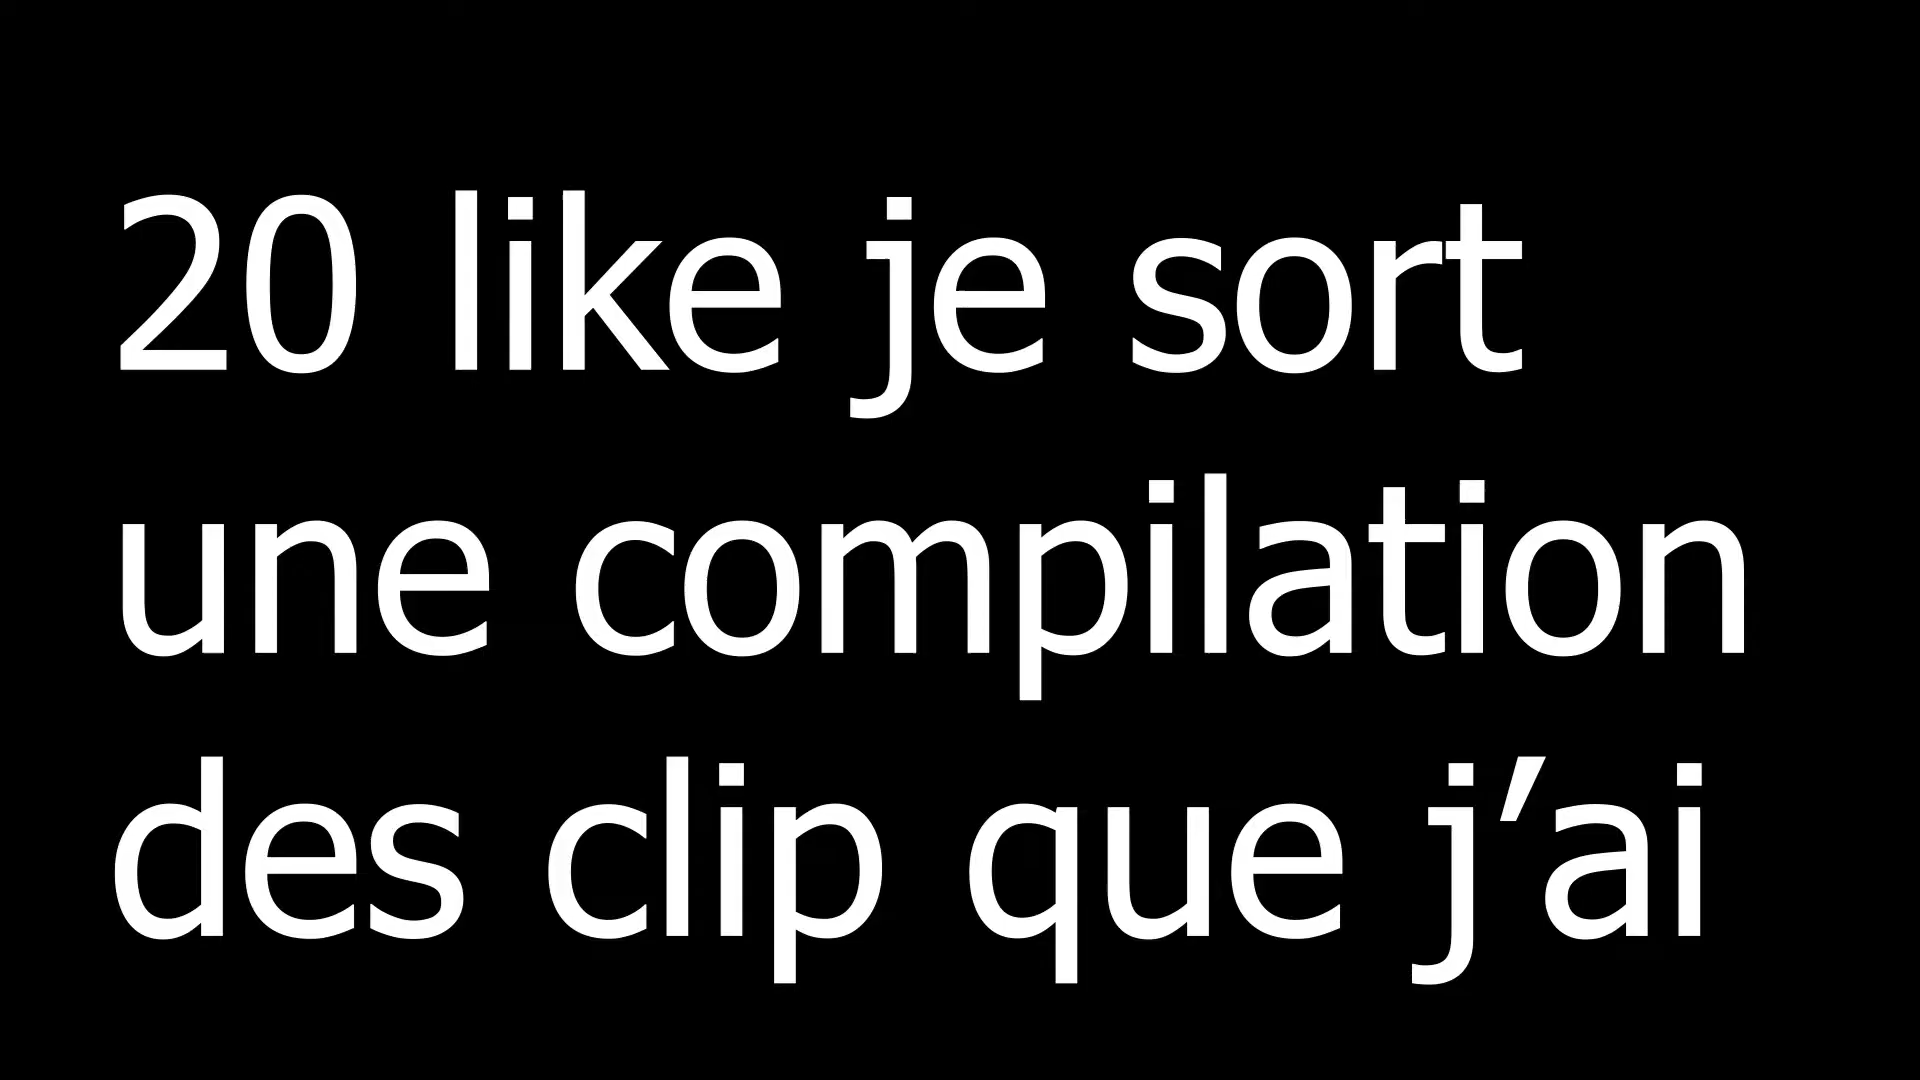 20 like je sort
une compilation
des clip que j’ai